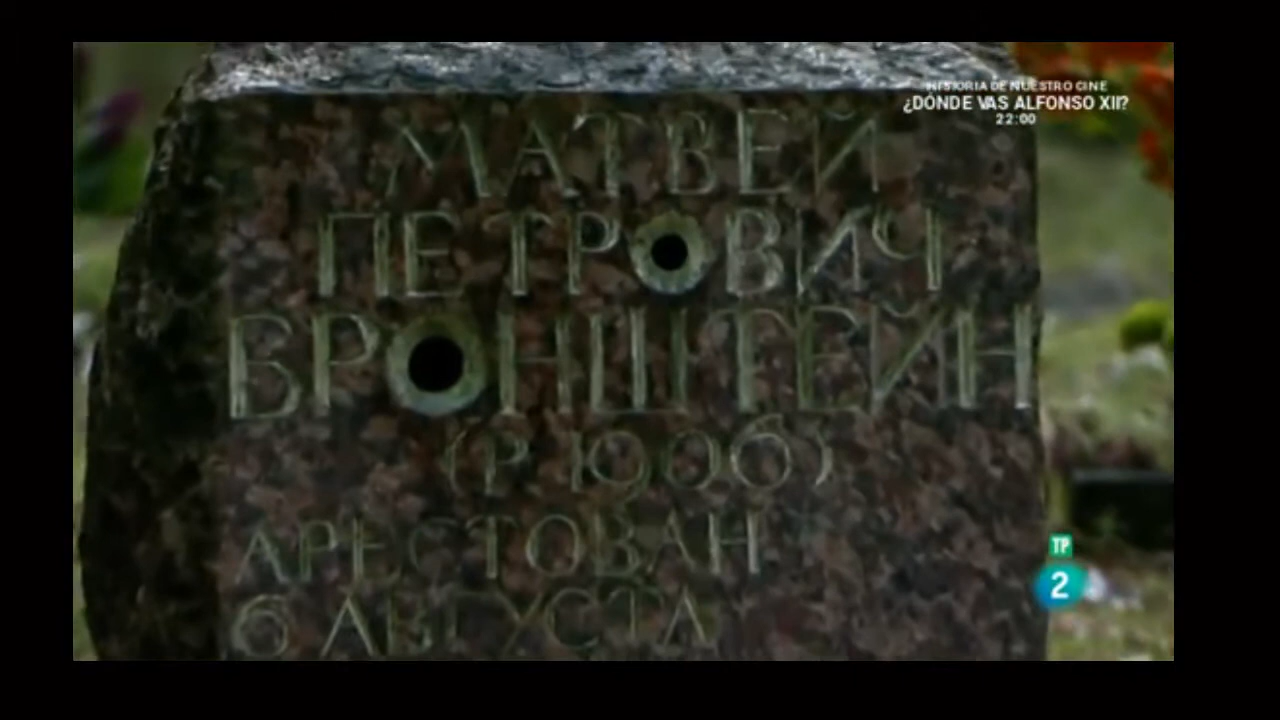 HISTORIA DE NUESTRO CINE
¿DÓNDE VAS ALFONSO XII?
22:00
МАТВЕЙ
ПЕТРОВИЧ
БРОНШТЕЙН
(Р 1906)
АРЕСТОВАН
6 АВГУСТА
TP
2